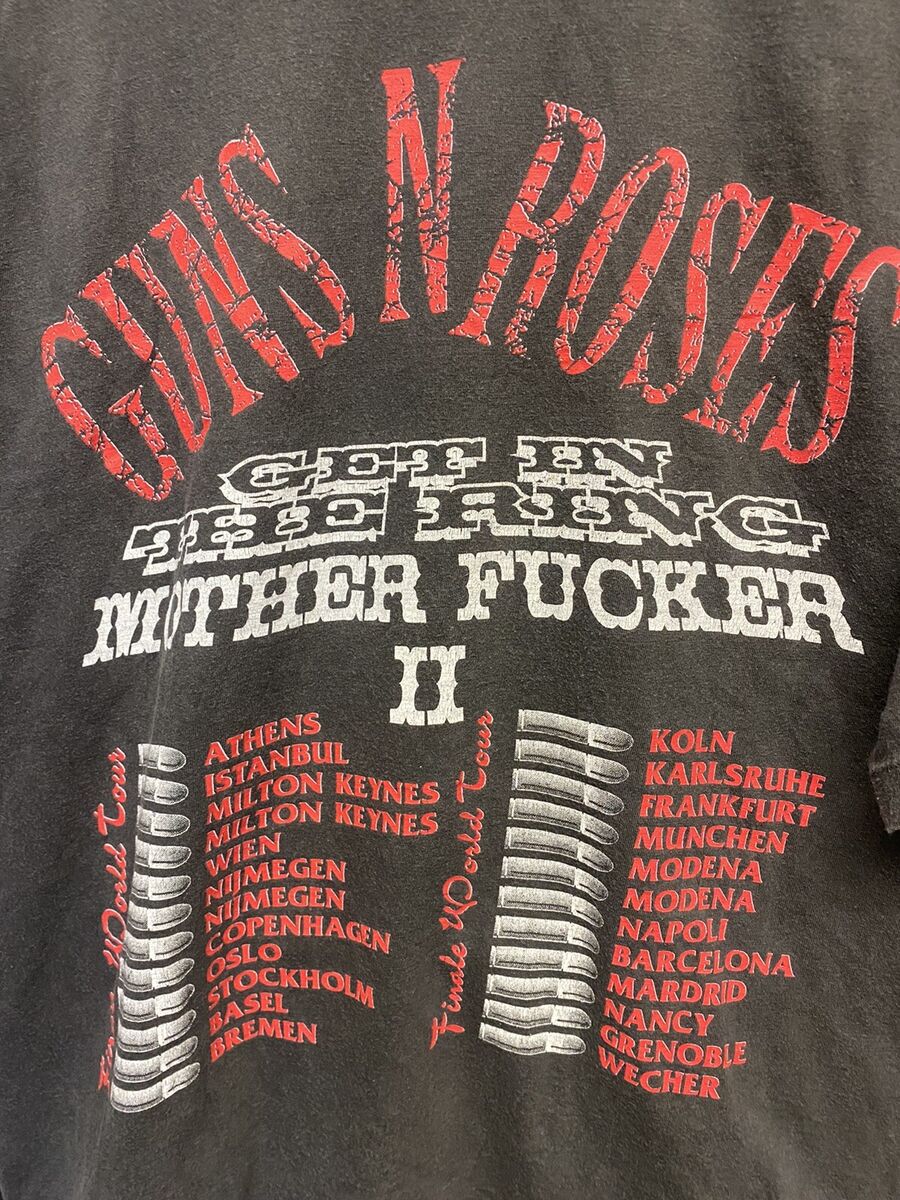 GUNS N ROSES
GET IN
THE RING
MOTHER FUCKER
II
Finale World Tour
ATHENS
ISTANBUL
MILTON KEYNES
MILTON KEYNES
WIEN
NIJMEGEN
NIJMEGEN
COPENHAGEN
OSLO
STOCKHOLM
BASEL
BREMEN
Finale World Tour
KOLN
KARLSRUHE
FRANKFURT
MUNCHEN
MODENA
MODENA
NAPOLI
BARCELONA
MARDRID
NANCY
GRENOBLE
WECHER